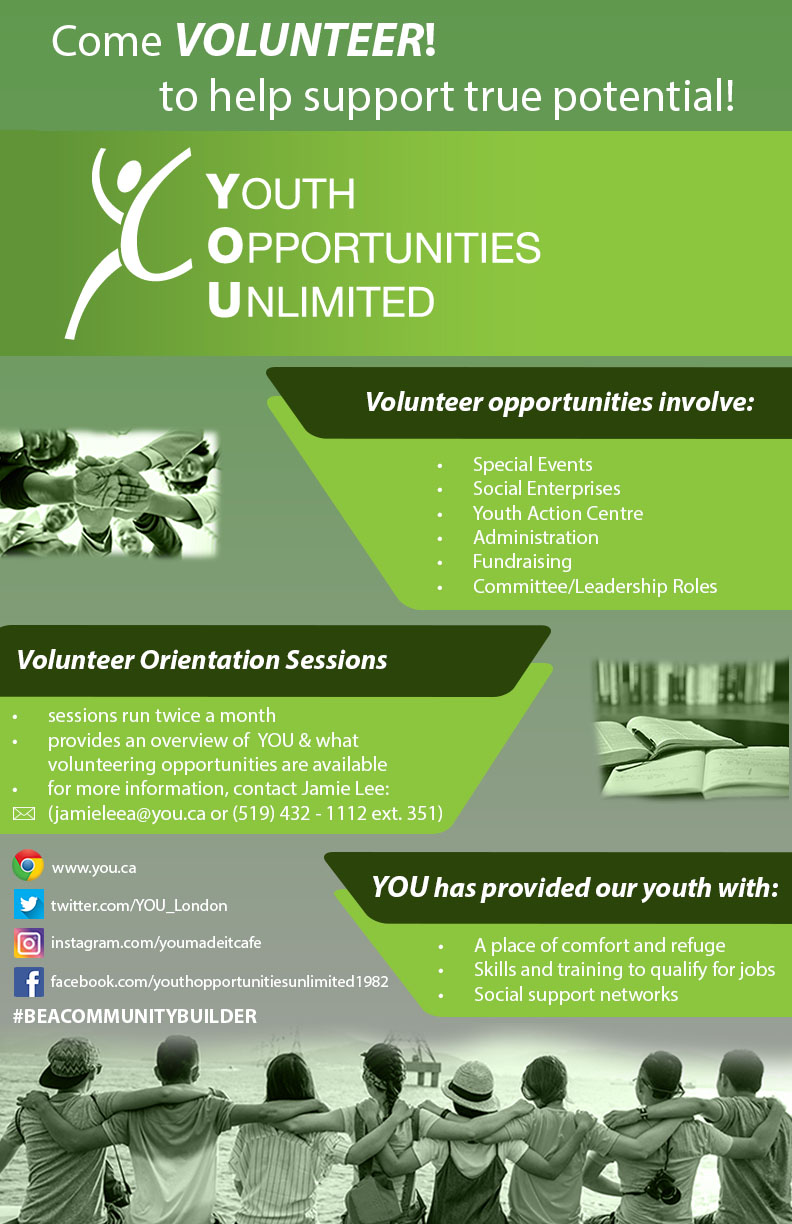 Come VOLUNTEER!
to help support true potential!
YOUTH
OPPORTUNITIES
UNLIMITED
Volunteer opportunities involve:
• Special Events
• Social Enterprises
• Youth Action Centre
• Administration
• Fundraising
• Committee/Leadership Roles
Volunteer Orientation Sessions
• sessions run twice a month
• provides an overview of YOU & what
volunteering opportunities are available
• for more information, contact Jamie Lee:
(jamieleea@you.ca or (519) 432 - 1112 ext. 351)
www.you.ca
twitter.com/YOU_London
instagram.com/youmadeitcafe
facebook.com/youthopportunitiesunlimited1982
#BEACOMMUNITYBUILDER
YOU has provided our youth with:
• A place of comfort and refuge
• Skills and training to qualify for jobs
• Social support networks